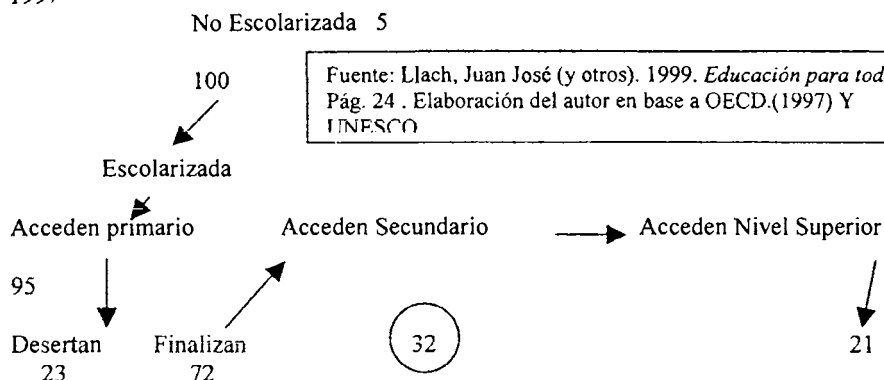 No Escolarizada 5
100
Fuente: Llach, Juan José (y otros). 1999. Educación para tod
Pág. 24 . Elaboración del autor en base a OECD.(1997) Y
UNESCO
Escolarizada
Acceden primario Acceden Secundario Acceden Nivel Superior
95
Desertan Finalizan 32 21
23 72